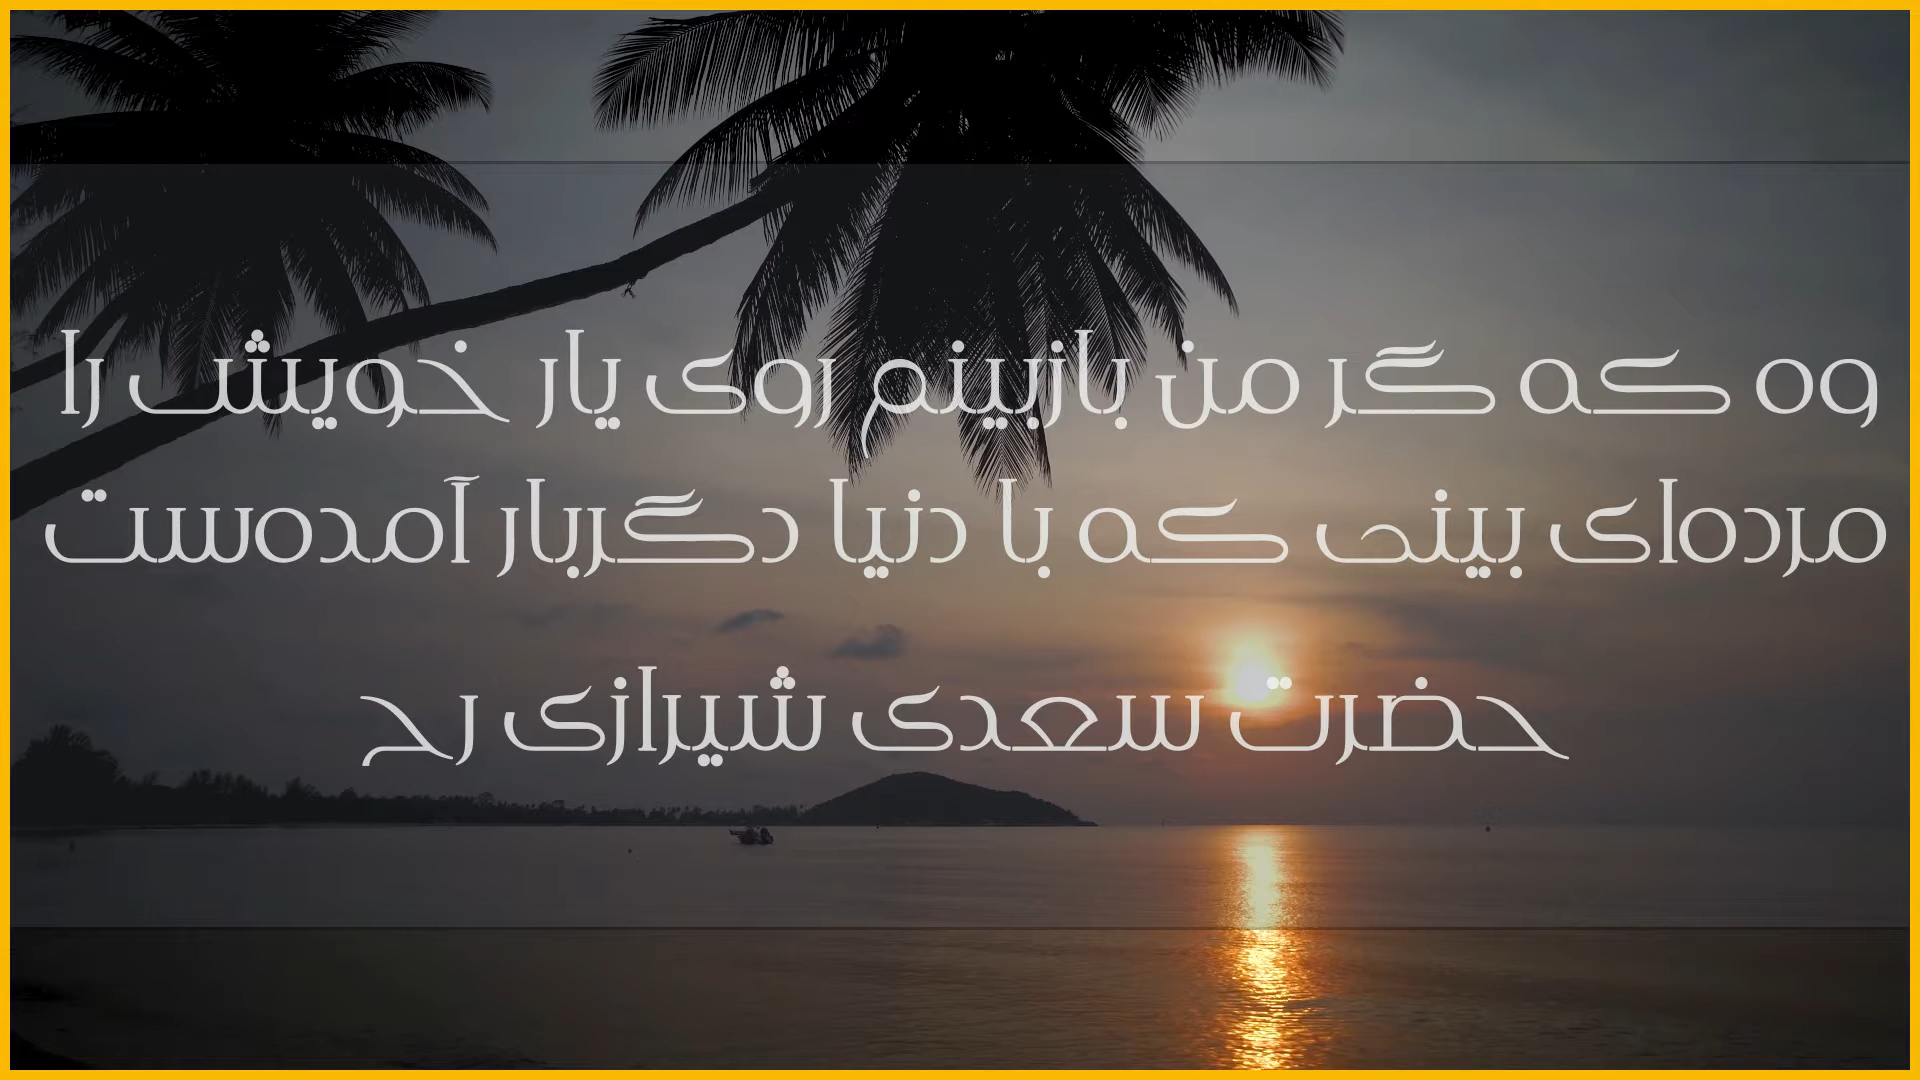 وه که گر من بازبینم روی یار خویش را
مرده‌ای بینی که با دنیا دگربار آمده‌ست
حضرت سعدی شیرازی رح